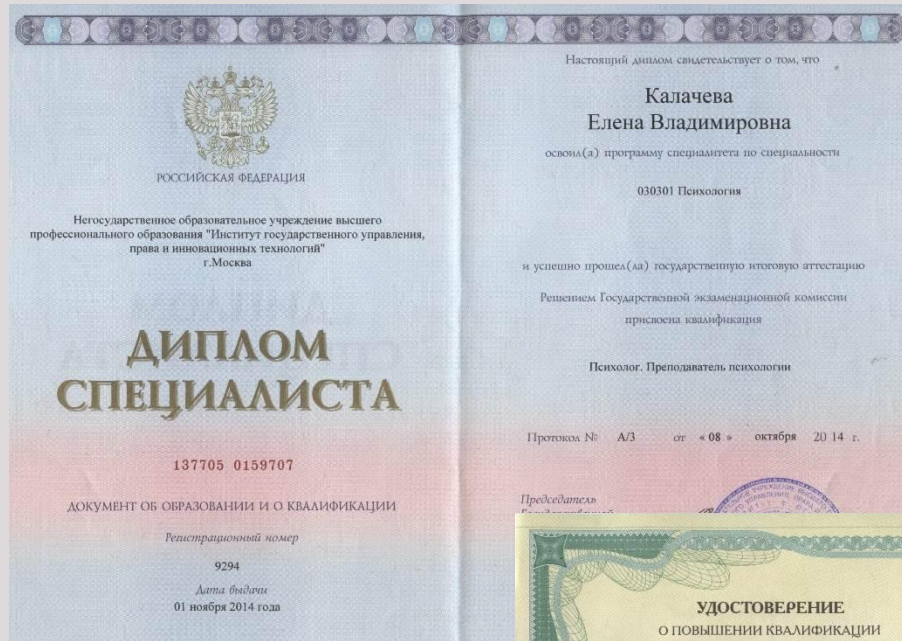 РОССИЙСКАЯ ФЕДЕРАЦИЯ
Негосударственное образовательное учреждение высшего
профессионального образования "Институт государственного управления,
права и инновационных технологий"
г.Москва
ДИПЛОМ
СПЕЦИАЛИСТА
137705 0159707
ДОКУМЕНТ ОБ ОБРАЗОВАНИИ И О КВАЛИФИКАЦИИ
Регистрационный номер
9294
Дата выдачи
01 ноября 2014 года
Настоящий диплом свидетельствует о том, что
Калачева
Елена Владимировна
освоил(а) программу специалитета по специальности
030301 Психология
и успешно прошел(ла) государственную итоговую аттестацию
Решением Государственной экзаменационной комиссии
присвоена квалификация
Психолог. Преподаватель психологии
Протокол № А/3 от « 08 » октября 20 14 г.
Председатель
УДОСТОВЕРЕНИЕ
О ПОВЫШЕНИИ КВАЛИФИКАЦИИ